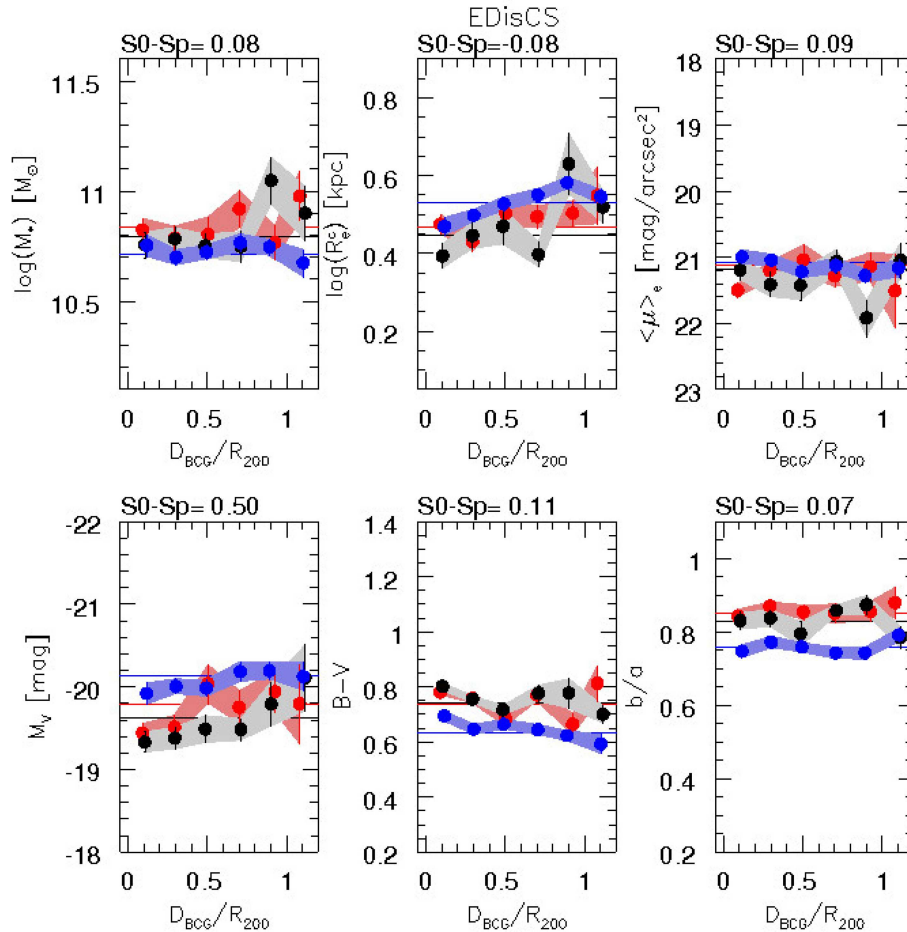 EDisCS
S0-Sp= 0.08
S0-Sp=-0.08
S0-Sp= 0.09
11.5
11
10.5
log(M⋆) [M⊙]
0 0.5 1
D_BCG/R_200
0.8
0.6
0.4
0.2
log(R_e^c) [kpc]
0 0.5 1
D_BCG/R_200
18
19
20
21
22
23
<μ>_e [mag/arcsec²]
0 0.5 1
D_BCG/R_200
S0-Sp= 0.50
S0-Sp= 0.11
S0-Sp= 0.07
-22
-21
-20
-19
-18
M_V [mag]
0 0.5 1
D_BCG/R_200
1.4
1.2
1
0.8
0.6
0.4
0.2
B-V
0 0.5 1
D_BCG/R_200
1
0.8
0.6
0.4
0.2
b/a
0 0.5 1
D_BCG/R_200